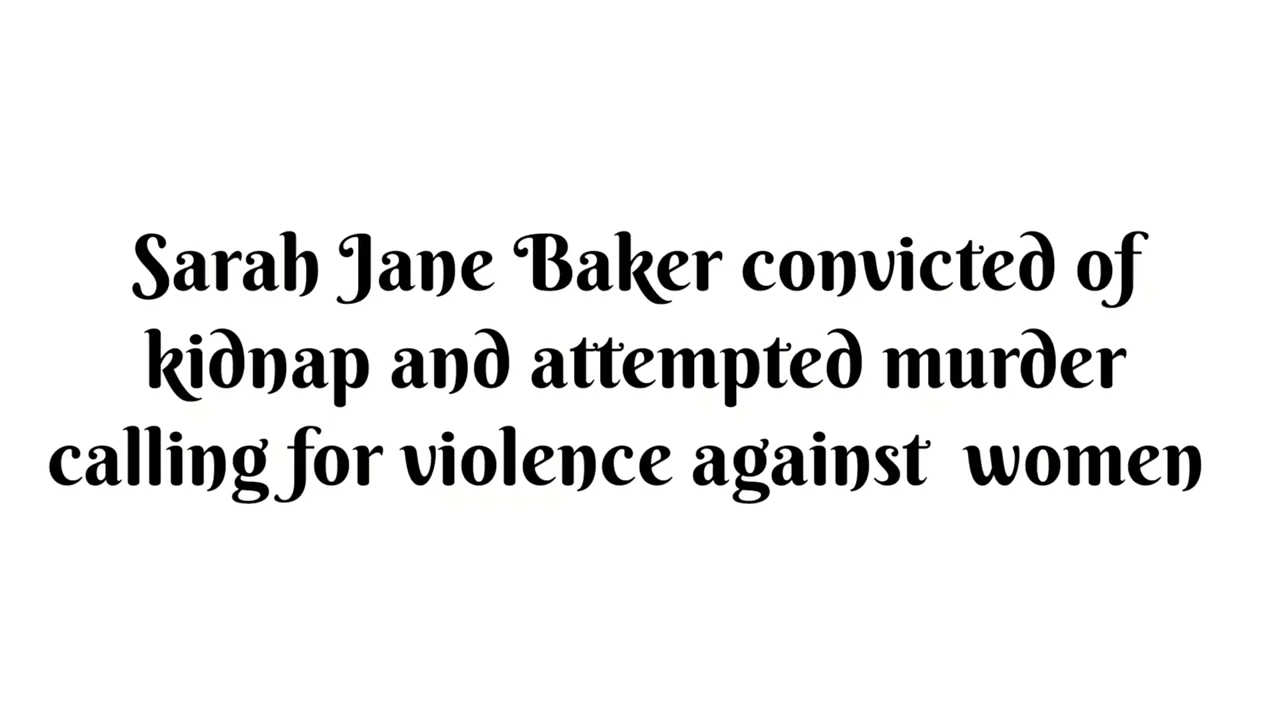 Sarah Jane Baker convicted of
kidnap and attempted murder
calling for violence against  women